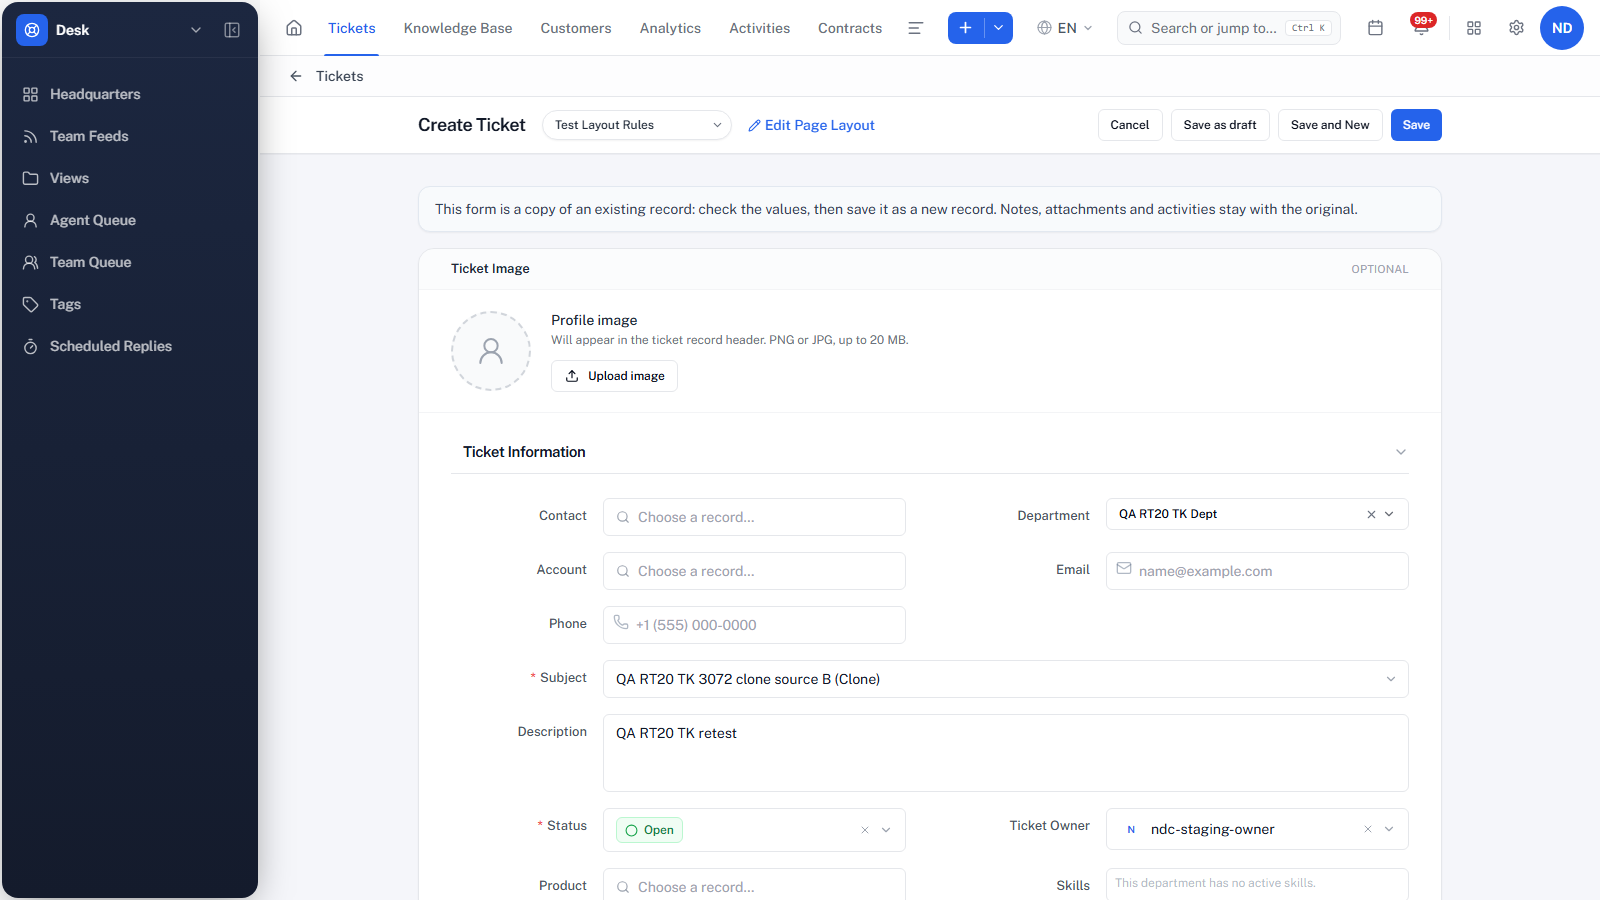 Desk
Headquarters
Team Feeds
Views
Agent Queue
Team Queue
Tags
Scheduled Replies
Tickets
Knowledge Base
Customers
Analytics
Activities
Contracts
EN
Search or jump to...
Ctrl K
99+
ND
Tickets
Create Ticket
Test Layout Rules
Edit Page Layout
Cancel
Save as draft
Save and New
Save
This form is a copy of an existing record: check the values, then save it as a new record. Notes, attachments and activities stay with the original.
Ticket Image
OPTIONAL
Profile image
Will appear in the ticket record header. PNG or JPG, up to 20 MB.
Upload image
Ticket Information
Contact
Choose a record...
Department
QA RT20 TK Dept
Account
Choose a record...
Email
name@example.com
Phone
+1 (555) 000-0000
* Subject
QA RT20 TK 3072 clone source B (Clone)
Description
QA RT20 TK retest
* Status
Open
Ticket Owner
N
ndc-staging-owner
Product
Choose a record...
Skills
This department has no active skills.